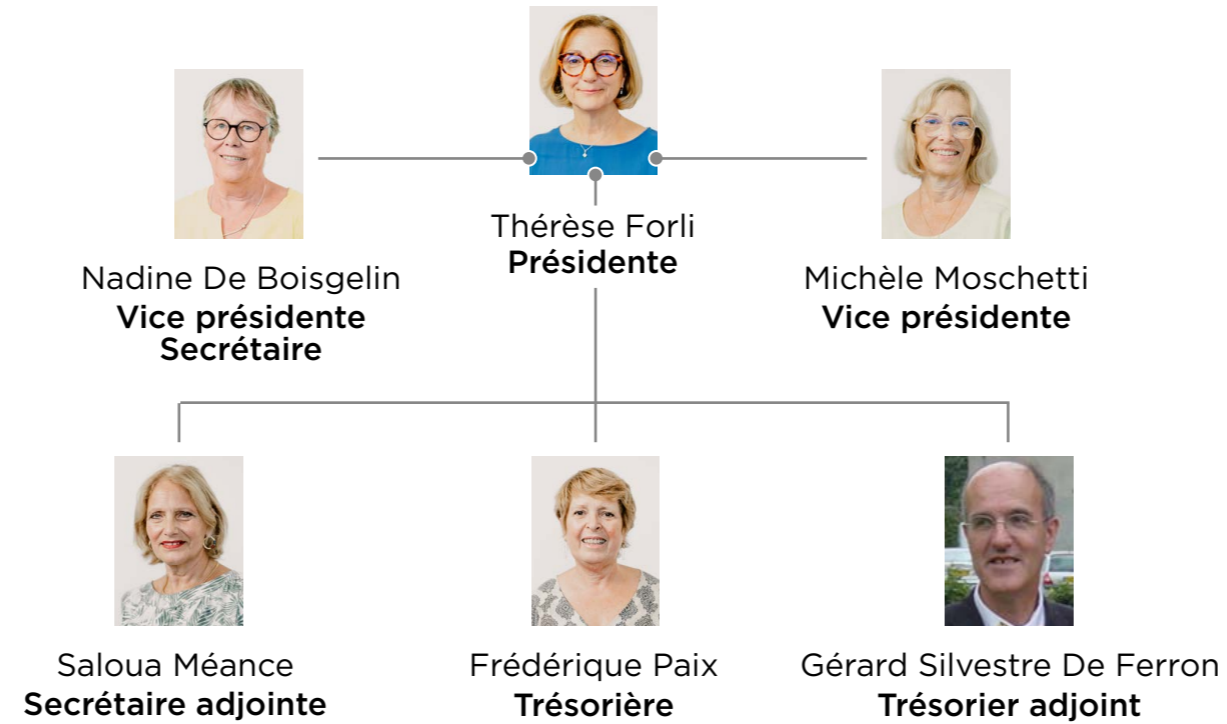 Thérèse Forli
Présidente
Nadine De Boisgelin
Vice présidente
Secrétaire
Michèle Moschetti
Vice présidente
Saloua Méance
Secrétaire adjointe
Frédérique Paix
Trésorière
Gérard Silvestre De Ferron
Trésorier adjoint